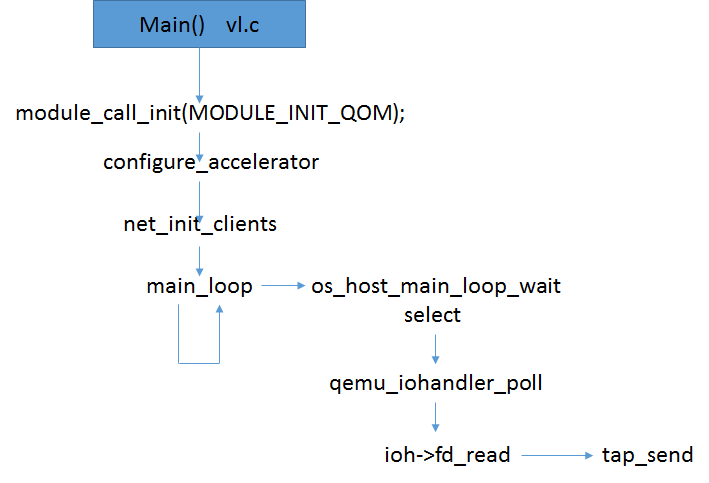 Main() vl.c
module_call_init(MODULE_INIT_QOM);
configure_accelerator
net_init_clients
main_loop
os_host_main_loop_wait
select
qemu_iohandler_poll
ioh->fd_read
tap_send